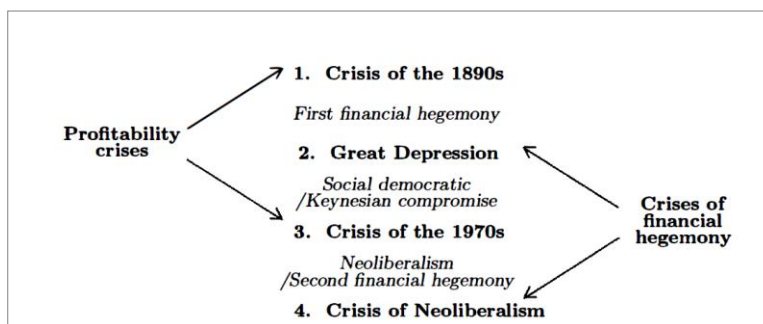 1. Crisis of the 1890s
First financial hegemony
Profitability
crises
2. Great Depression
Social democratic
/Keynesian compromise
Crises of
financial
hegemony
3. Crisis of the 1970s
Neoliberalism
/Second financial hegemony
4. Crisis of Neoliberalism